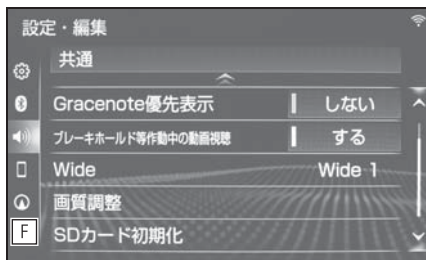 設定・編集
共通
Gracenote優先表示 しない
ブレーキホールド等作動中の動画視聴 する
Wide Wide 1
画質調整
F SDカード初期化